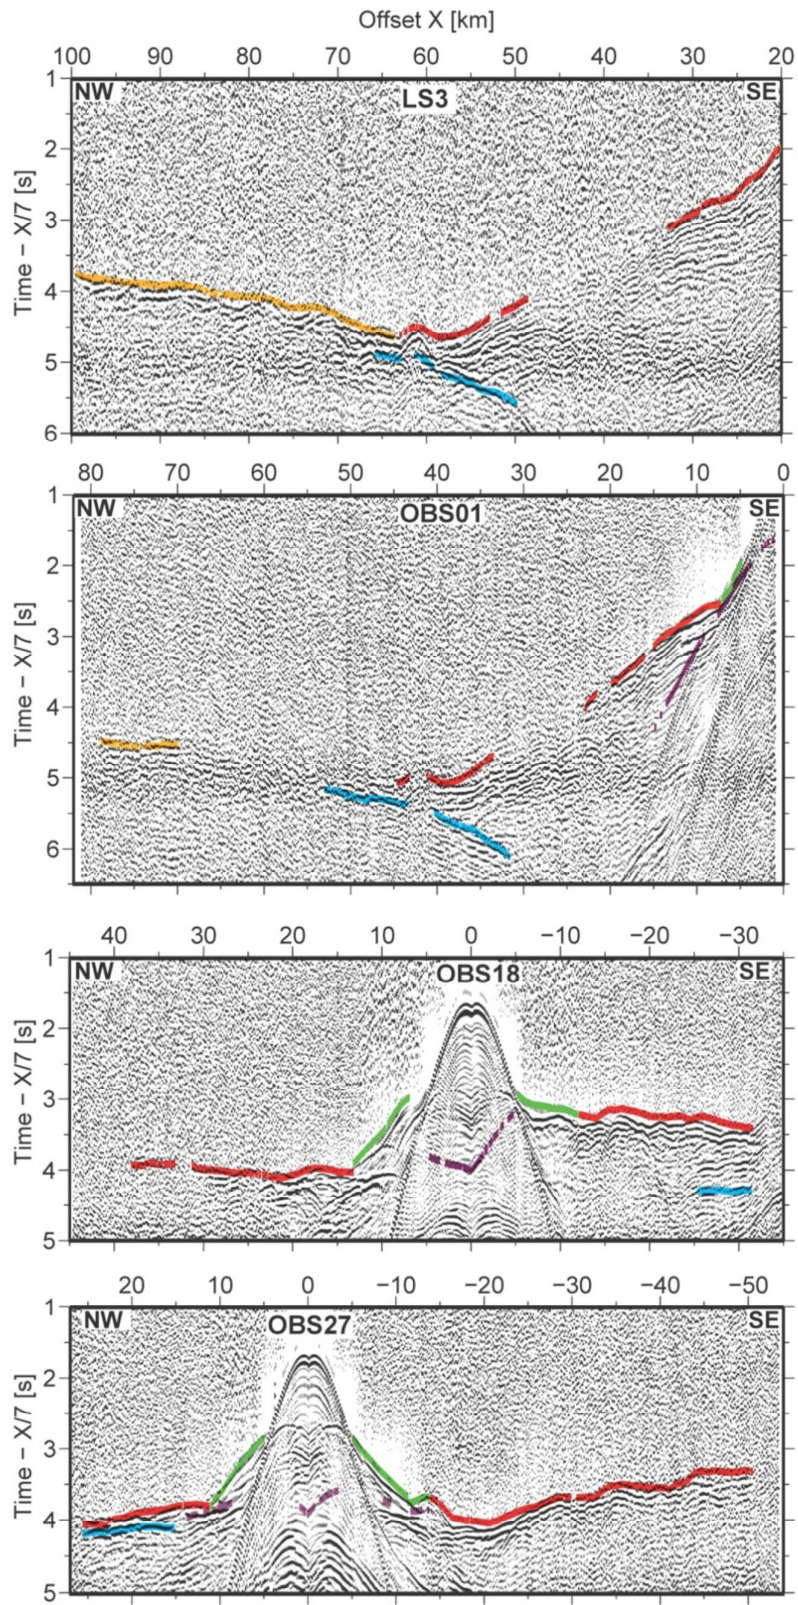 Offset X [km]
100 90 80 70 60 50 40 30 20
1 NW LS3 SE
2
3
4
5
6
Time – X/7 [s]
80 70 60 50 40 30 20 10 0
1 NW OBS01 SE
2
3
4
5
6
Time – X/7 [s]
40 30 20 10 0 −10 −20 −30
1 NW OBS18 SE
2
3
4
5
Time – X/7 [s]
20 10 0 −10 −20 −30 −40 −50
1 NW OBS27 SE
2
3
4
5
Time – X/7 [s]